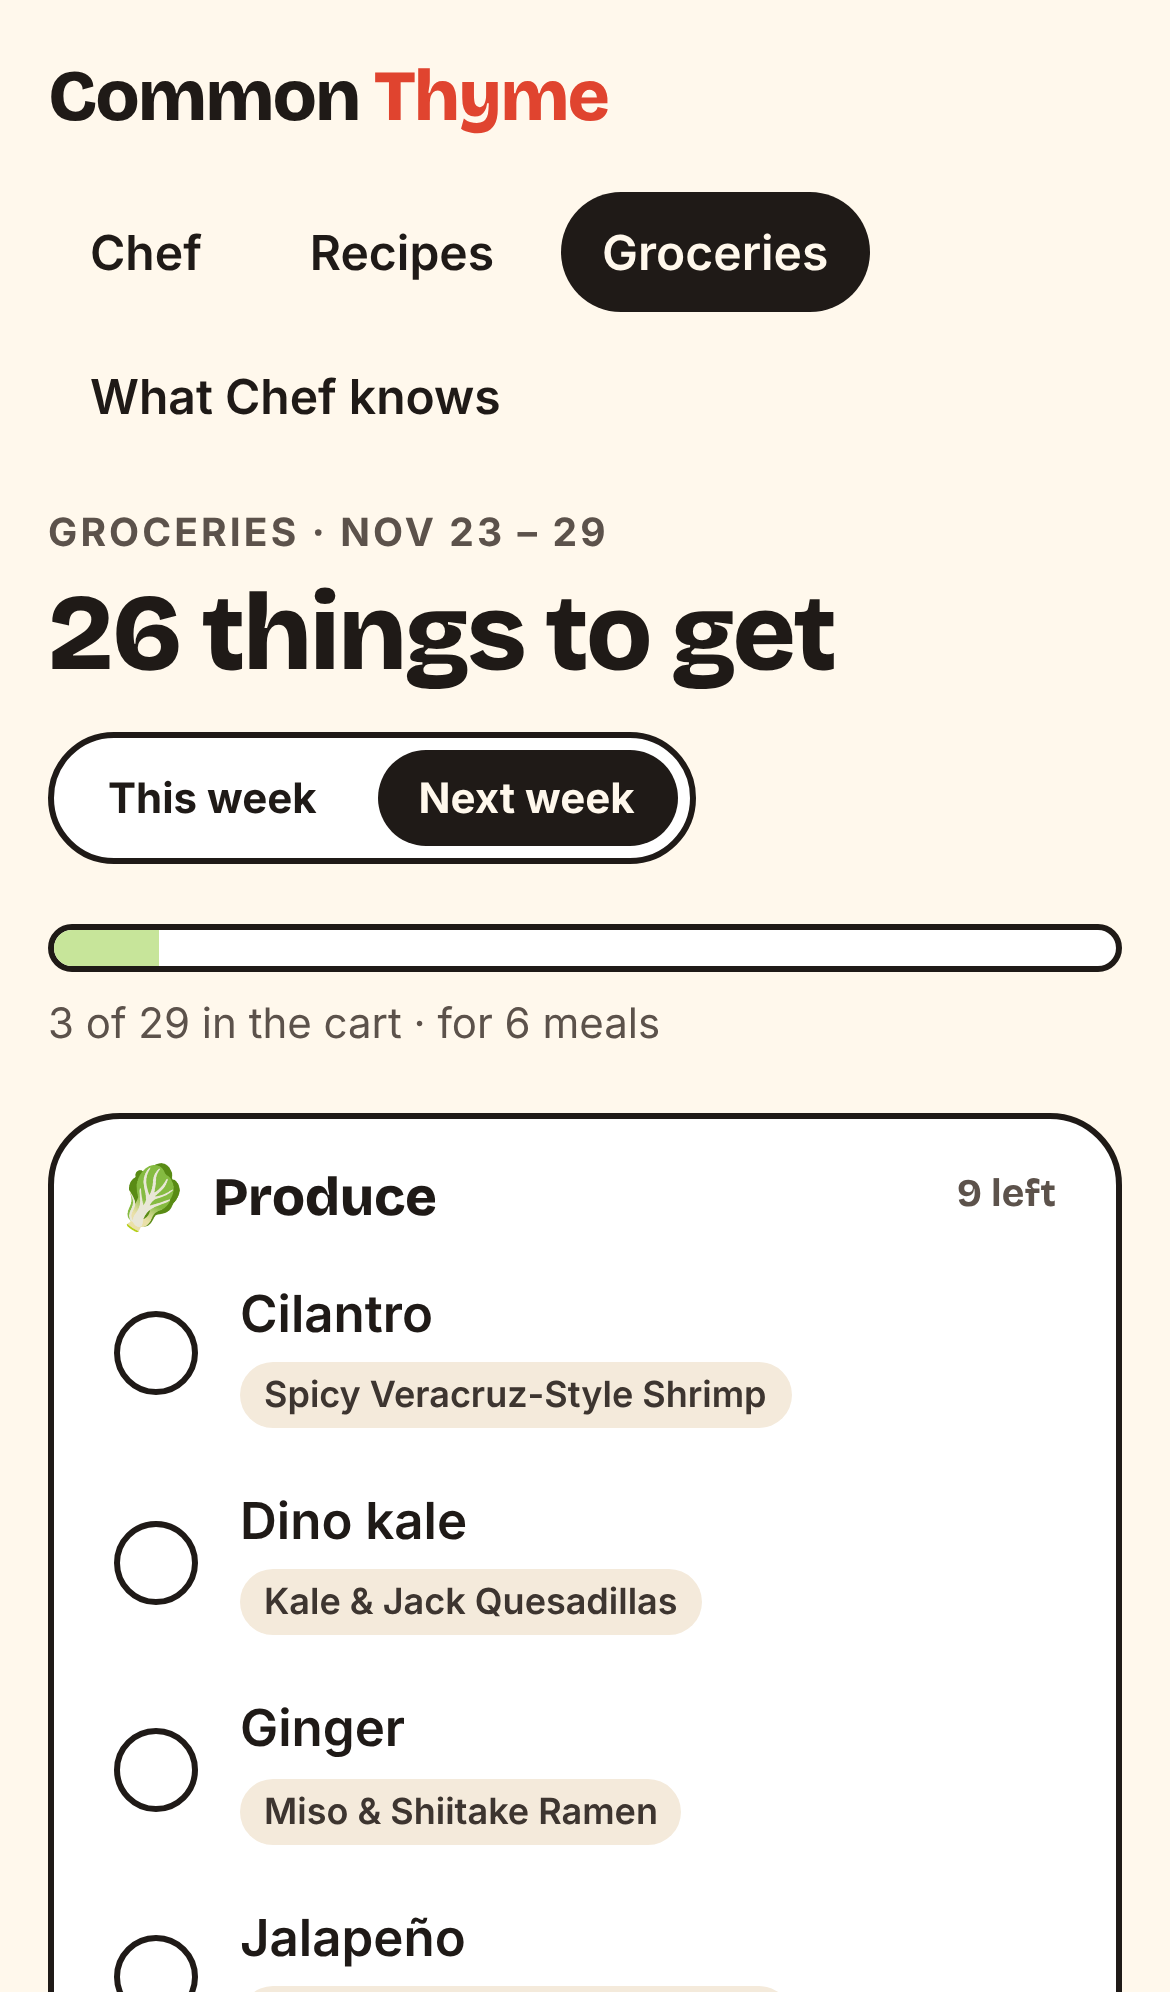 Common Thyme
Chef
Recipes
Groceries
What Chef knows
GROCERIES · NOV 23 – 29
26 things to get
This week
Next week
3 of 29 in the cart · for 6 meals
Produce
9 left
Cilantro
Spicy Veracruz-Style Shrimp
Dino kale
Kale & Jack Quesadillas
Ginger
Miso & Shiitake Ramen
Jalapeño